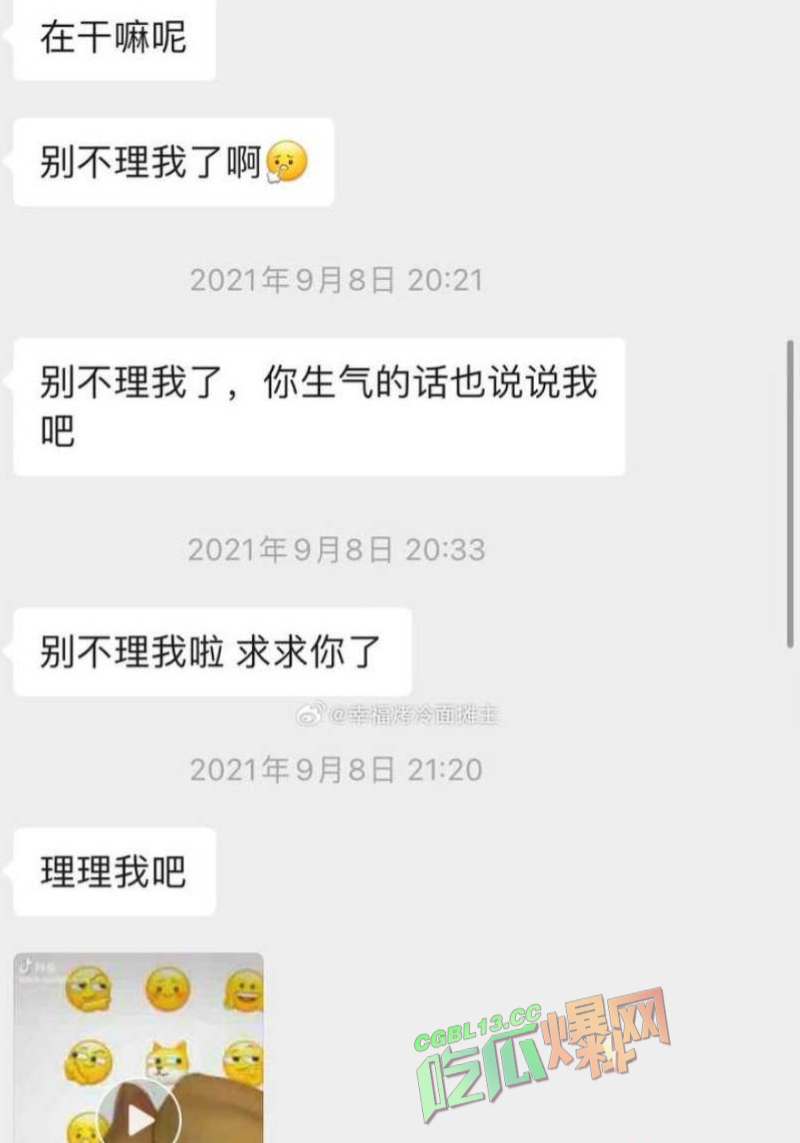 在干嘛呢
别不理我了啊
2021年9月8日 20:21
别不理我了，你生气的话也说说我
吧
2021年9月8日 20:33
别不理我啦 求求你了
@幸福烤冷面摊主
2021年9月8日 21:20
理理我吧
CGBL13.CC
吃瓜爆料网